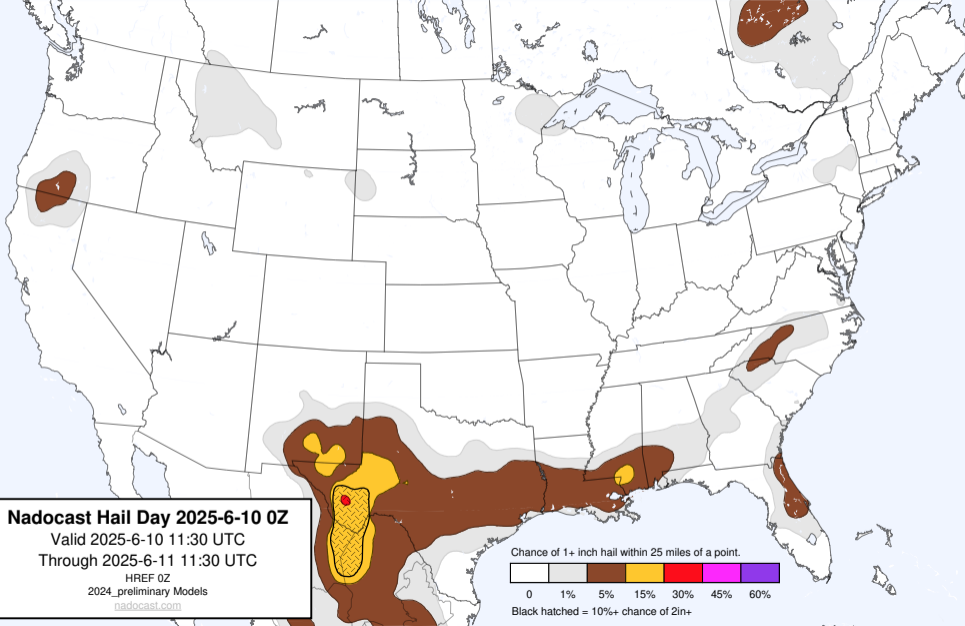 Nadocast Hail Day 2025-6-10 0Z
Valid 2025-6-10 11:30 UTC
Through 2025-6-11 11:30 UTC
HREF 0Z
2024_preliminary Models
nadocast.com
Chance of 1+ inch hail within 25 miles of a point.
0 1% 5% 15% 30% 45% 60%
Black hatched = 10%+ chance of 2in+